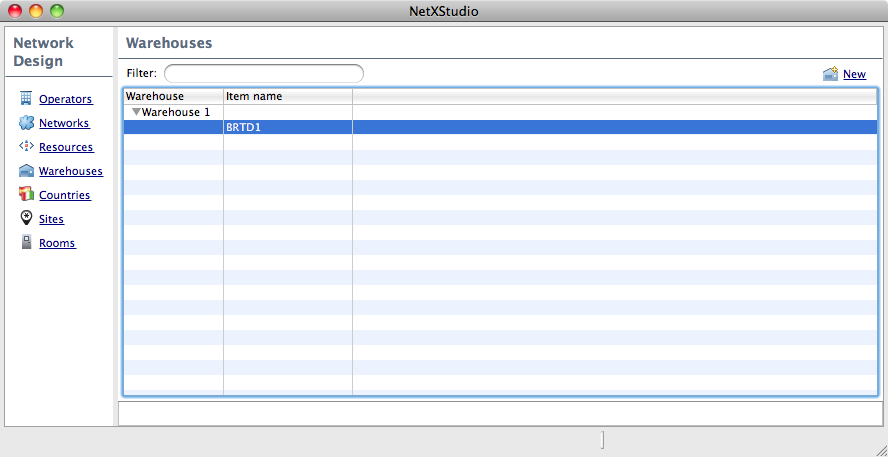 NetXStudio
Network
Design
Operators
Networks
Resources
Warehouses
Countries
Sites
Rooms
Warehouses
Filter:
New
Warehouse Item name
Warehouse 1
BRTD1